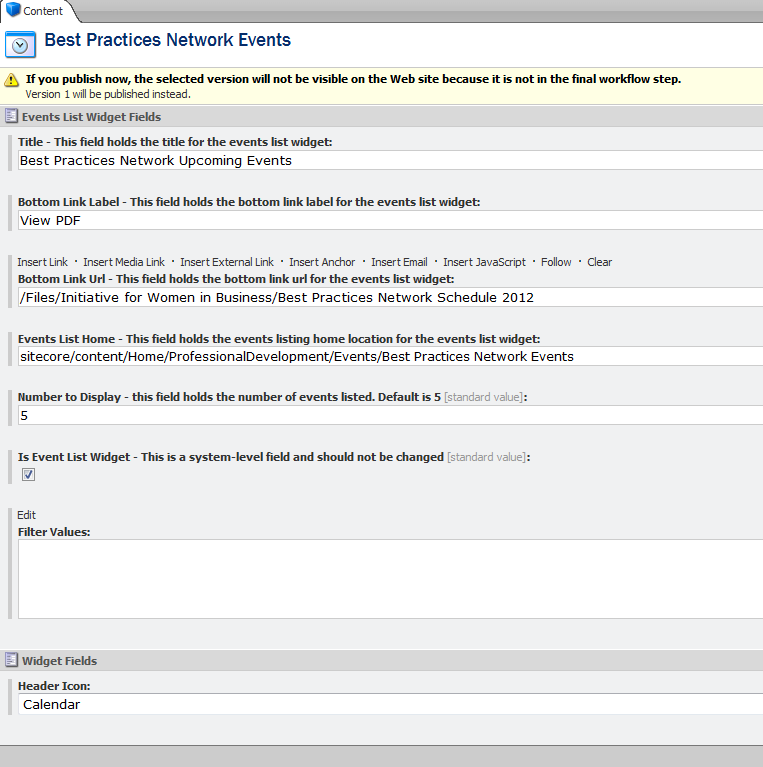 Content
Best Practices Network Events
If you publish now, the selected version will not be visible on the Web site because it is not in the final workflow step.
Version 1 will be published instead.
Events List Widget Fields
Title - This field holds the title for the events list widget:
Best Practices Network Upcoming Events
Bottom Link Label - This field holds the bottom link label for the events list widget:
View PDF
Insert Link · Insert Media Link · Insert External Link · Insert Anchor · Insert Email · Insert JavaScript · Follow · Clear
Bottom Link Url - This field holds the bottom link url for the events list widget:
/Files/Initiative for Women in Business/Best Practices Network Schedule 2012
Events List Home - This field holds the events listing home location for the events list widget:
sitecore/content/Home/ProfessionalDevelopment/Events/Best Practices Network Events
Number to Display - this field holds the number of events listed. Default is 5 [standard value]:
5
Is Event List Widget - This is a system-level field and should not be changed [standard value]:
Edit
Filter Values:
Widget Fields
Header Icon:
Calendar